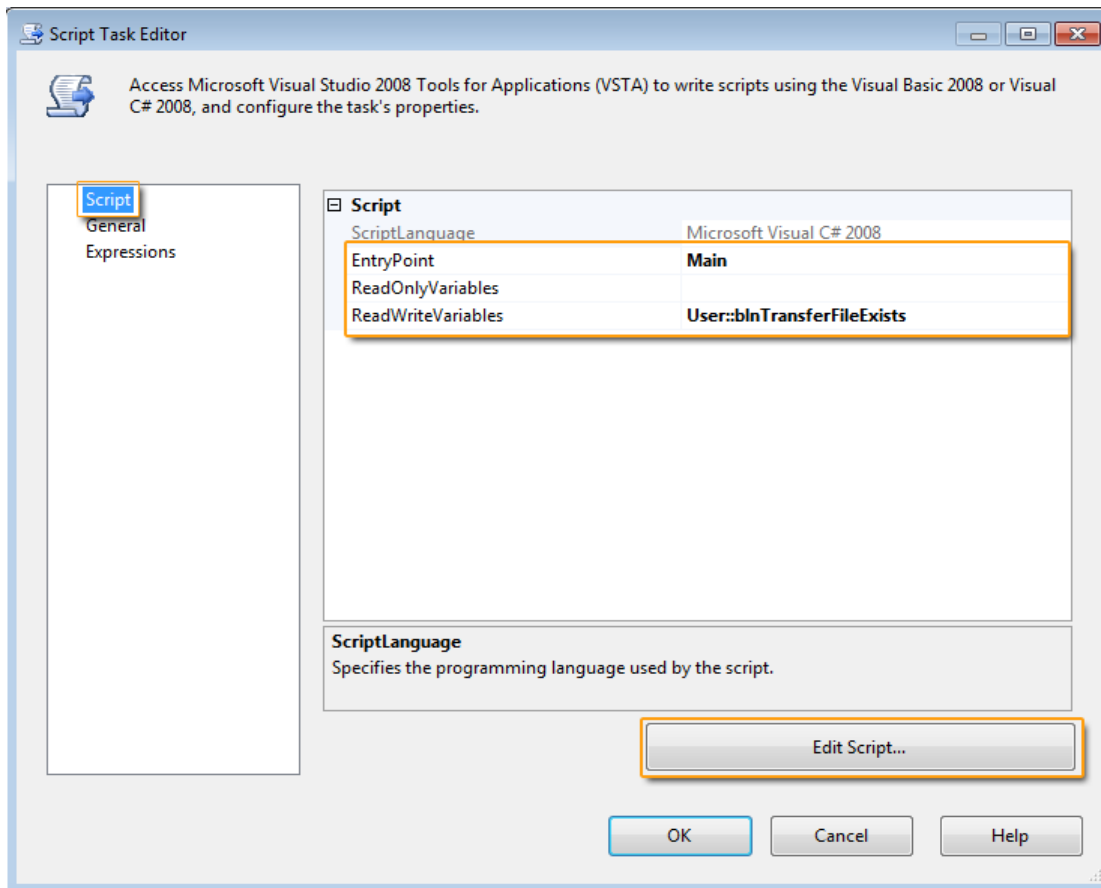 Script Task Editor
Access Microsoft Visual Studio 2008 Tools for Applications (VSTA) to write scripts using the Visual Basic 2008 or Visual
C# 2008, and configure the task's properties.
Script
General
Expressions
Script
ScriptLanguage Microsoft Visual C# 2008
EntryPoint Main
ReadOnlyVariables
ReadWriteVariables User::blnTransferFileExists
ScriptLanguage
Specifies the programming language used by the script.
Edit Script...
OK Cancel Help